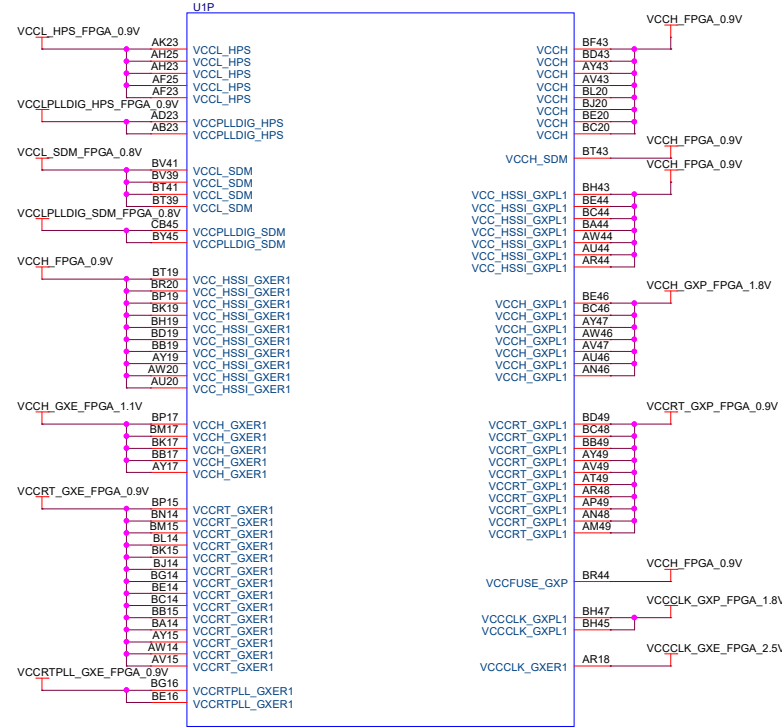 U1P
VCCL_HPS_FPGA_0.9V
AK23 VCCL_HPS
AH25 VCCL_HPS
AH23 VCCL_HPS
AF25 VCCL_HPS
AF23 VCCL_HPS
VCCLPLLDIG_HPS_FPGA_0.9V
AD23 VCCPLLDIG_HPS
AB23 VCCPLLDIG_HPS
VCCL_SDM_FPGA_0.8V
BV41 VCCL_SDM
BV39 VCCL_SDM
BT41 VCCL_SDM
BT39 VCCL_SDM
VCCLPLLDIG_SDM_FPGA_0.8V
CB45 VCCPLLDIG_SDM
BY45 VCCPLLDIG_SDM
VCCH_FPGA_0.9V
BT19 VCC_HSSI_GXER1
BR20 VCC_HSSI_GXER1
BP19 VCC_HSSI_GXER1
BK19 VCC_HSSI_GXER1
BH19 VCC_HSSI_GXER1
BD19 VCC_HSSI_GXER1
BB19 VCC_HSSI_GXER1
AY19 VCC_HSSI_GXER1
AW20 VCC_HSSI_GXER1
AU20 VCC_HSSI_GXER1
VCCH_GXE_FPGA_1.1V
BP17 VCCH_GXER1
BM17 VCCH_GXER1
BK17 VCCH_GXER1
BB17 VCCH_GXER1
AY17 VCCH_GXER1
VCCRT_GXE_FPGA_0.9V
BP15 VCCRT_GXER1
BN14 VCCRT_GXER1
BM15 VCCRT_GXER1
BL14 VCCRT_GXER1
BK15 VCCRT_GXER1
BJ14 VCCRT_GXER1
BG14 VCCRT_GXER1
BE14 VCCRT_GXER1
BC14 VCCRT_GXER1
BB15 VCCRT_GXER1
BA14 VCCRT_GXER1
AY15 VCCRT_GXER1
AW14 VCCRT_GXER1
AV15 VCCRT_GXER1
VCCRTPLL_GXE_FPGA_0.9V
BG16 VCCRTPLL_GXER1
BE16 VCCRTPLL_GXER1
VCCH_FPGA_0.9V
VCCH BF43
VCCH BD43
VCCH AY43
VCCH AV43
VCCH BL20
VCCH BJ20
VCCH BE20
VCCH BC20
VCCH_FPGA_0.9V
VCCH_SDM BT43
VCCH_FPGA_0.9V
VCC_HSSI_GXPL1 BH43
VCC_HSSI_GXPL1 BE44
VCC_HSSI_GXPL1 BC44
VCC_HSSI_GXPL1 BA44
VCC_HSSI_GXPL1 AW44
VCC_HSSI_GXPL1 AU44
VCC_HSSI_GXPL1 AR44
VCCH_GXP_FPGA_1.8V
VCCH_GXPL1 BE46
VCCH_GXPL1 BC46
VCCH_GXPL1 AY47
VCCH_GXPL1 AW46
VCCH_GXPL1 AV47
VCCH_GXPL1 AU46
VCCH_GXPL1 AN46
VCCRT_GXP_FPGA_0.9V
VCCRT_GXPL1 BD49
VCCRT_GXPL1 BC48
VCCRT_GXPL1 BB49
VCCRT_GXPL1 AY49
VCCRT_GXPL1 AV49
VCCRT_GXPL1 AT49
VCCRT_GXPL1 AR48
VCCRT_GXPL1 AP49
VCCRT_GXPL1 AN48
VCCRT_GXPL1 AM49
VCCH_FPGA_0.9V
VCCFUSE_GXP BR44
VCCCLK_GXP_FPGA_1.8V
VCCCLK_GXPL1 BH47
VCCCLK_GXPL1 BH45
VCCCLK_GXE_FPGA_2.5V
VCCCLK_GXER1 AR18